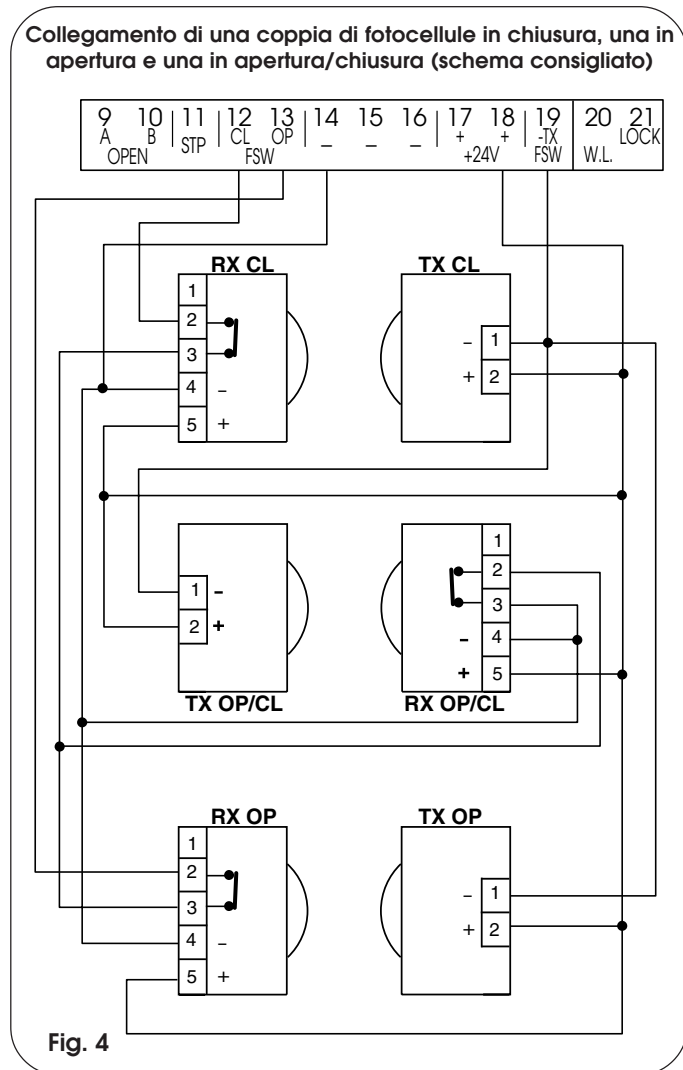 Collegamento di una coppia di fotocellule in chiusura, una in
apertura e una in apertura/chiusura (schema consigliato)
9 10 11 12 13 14 15 16 17 18 19 20 21
A B STP CL OP – – – + + -TX LOCK
OPEN FSW +24V FSW W.L.
RX CL TX CL
1
2
3
4 –
5 +
– 1
+ 2
1 -
2 +
1
2
3
- 4
+ 5
TX OP/CL RX OP/CL
RX OP TX OP
1
2
3
4 –
5 +
– 1
+ 2
Fig. 4